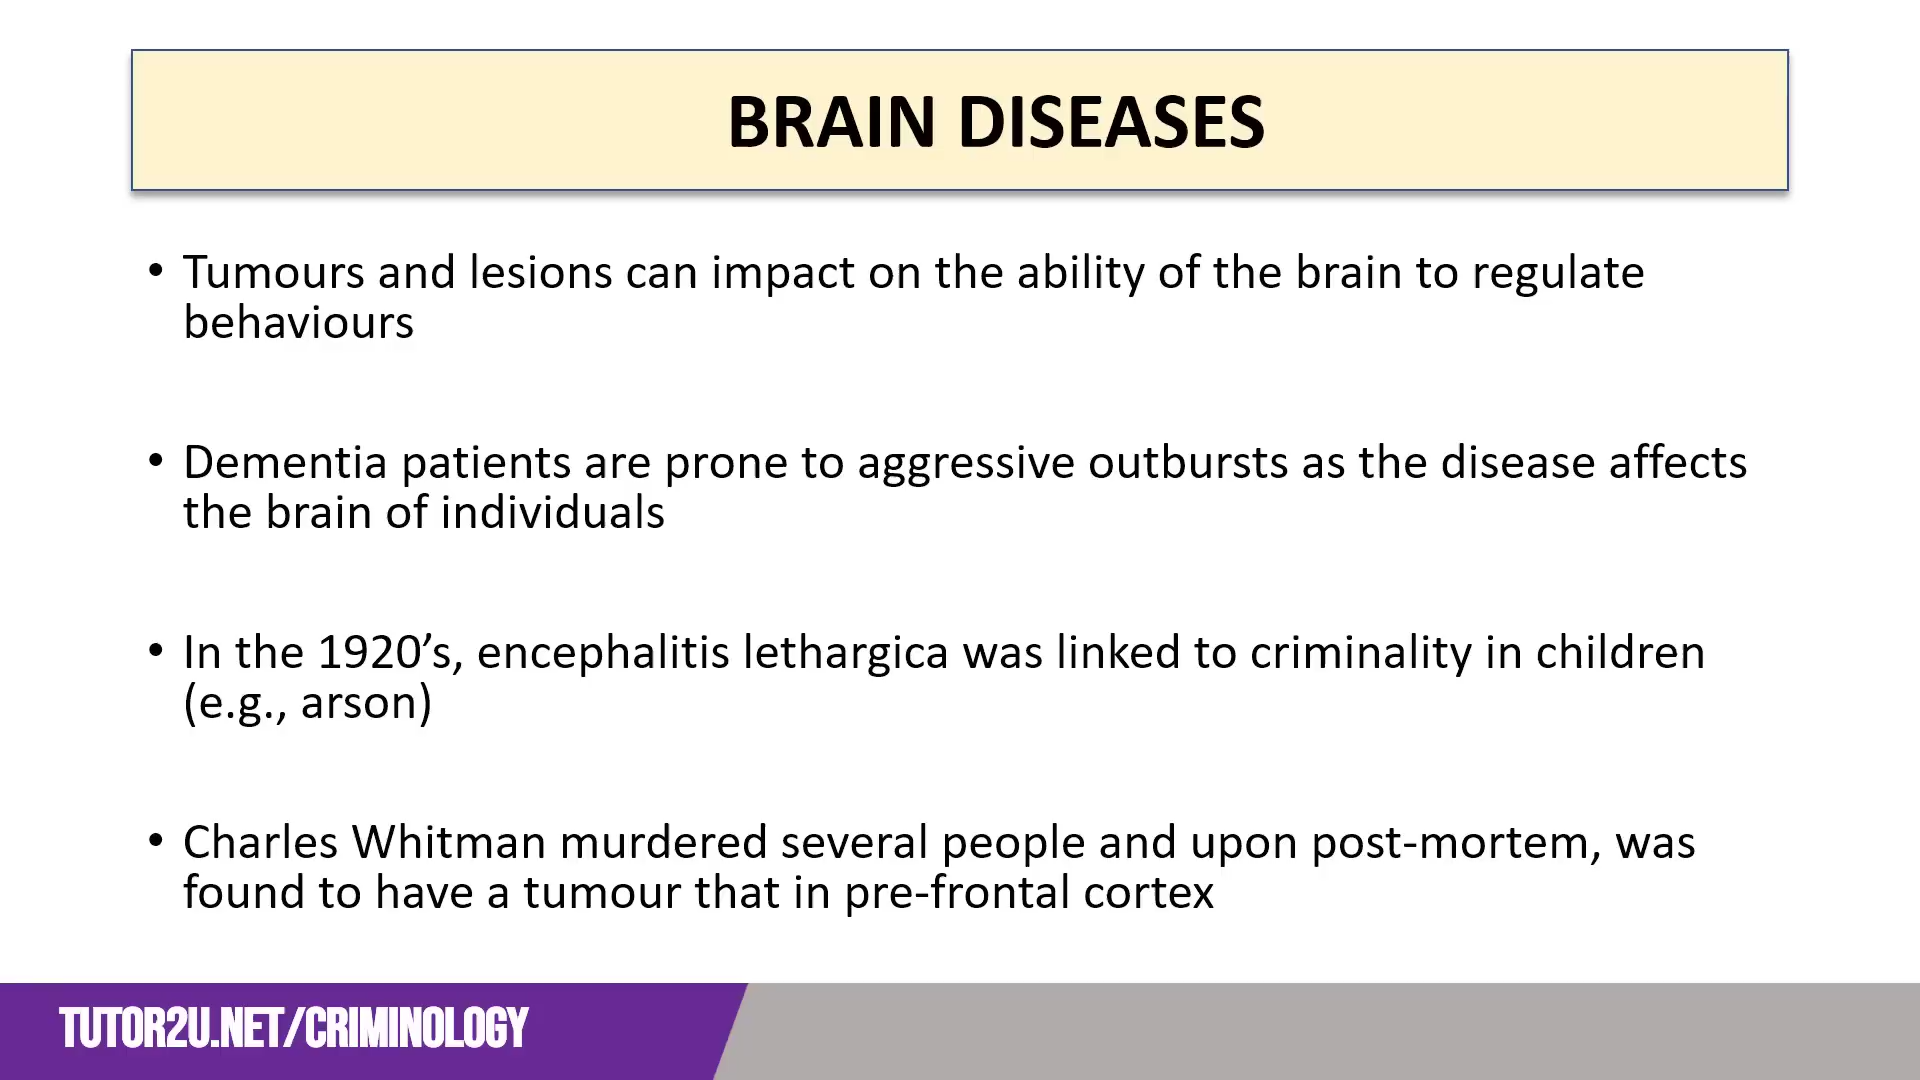 BRAIN DISEASES
• Tumours and lesions can impact on the ability of the brain to regulate
behaviours
• Dementia patients are prone to aggressive outbursts as the disease affects
the brain of individuals
• In the 1920’s, encephalitis lethargica was linked to criminality in children
(e.g., arson)
• Charles Whitman murdered several people and upon post-mortem, was
found to have a tumour that in pre-frontal cortex
TUTOR2U.NET/CRIMINOLOGY